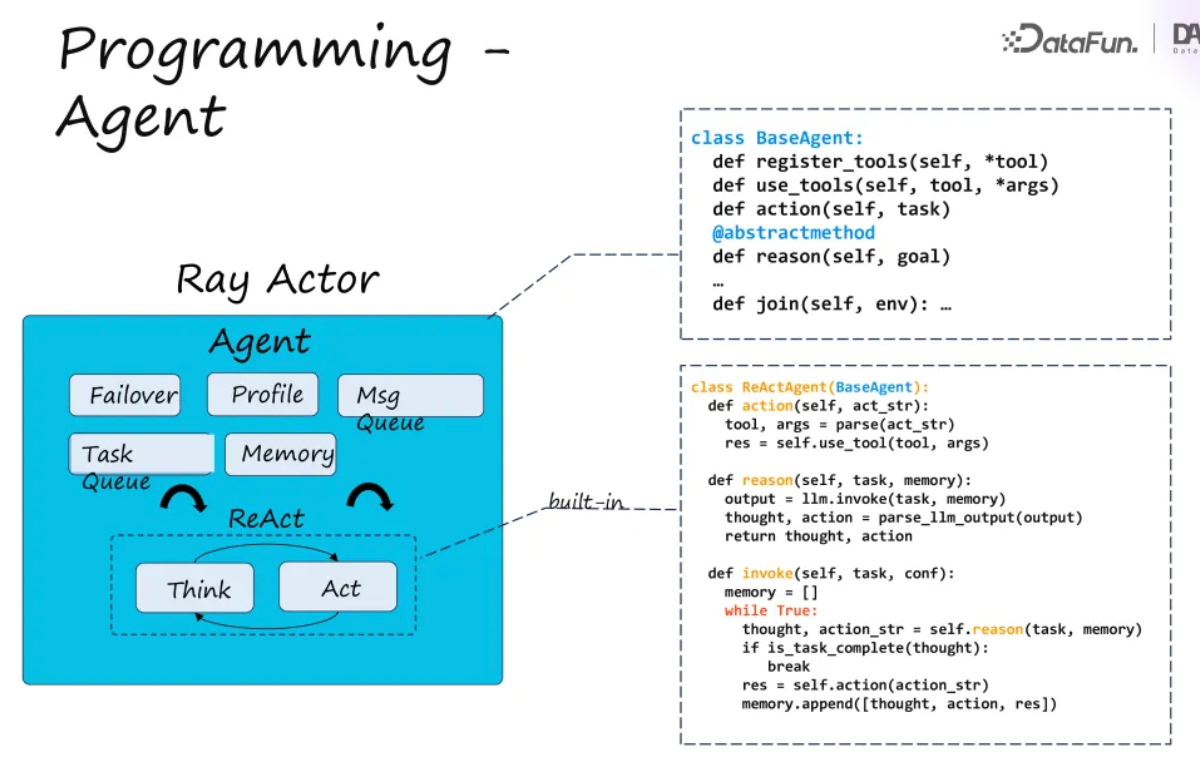 Programming -
Agent
DataFun.
DA
Data
class BaseAgent:
def register_tools(self, *tool)
def use_tools(self, tool, *args)
def action(self, task)
@abstractmethod
def reason(self, goal)
…
def join(self, env): …
Ray Actor
Agent
Failover
Profile
Msg
Queue
Task
Queue
Memory
ReAct
Think
Act
built-in
class ReActAgent(BaseAgent):
def action(self, act_str):
tool, args = parse(act_str)
res = self.use_tool(tool, args)
def reason(self, task, memory):
output = llm.invoke(task, memory)
thought, action = parse_llm_output(output)
return thought, action
def invoke(self, task, conf):
memory = []
while True:
thought, action_str = self.reason(task, memory)
if is_task_complete(thought):
break
res = self.action(action_str)
memory.append([thought, action, res])